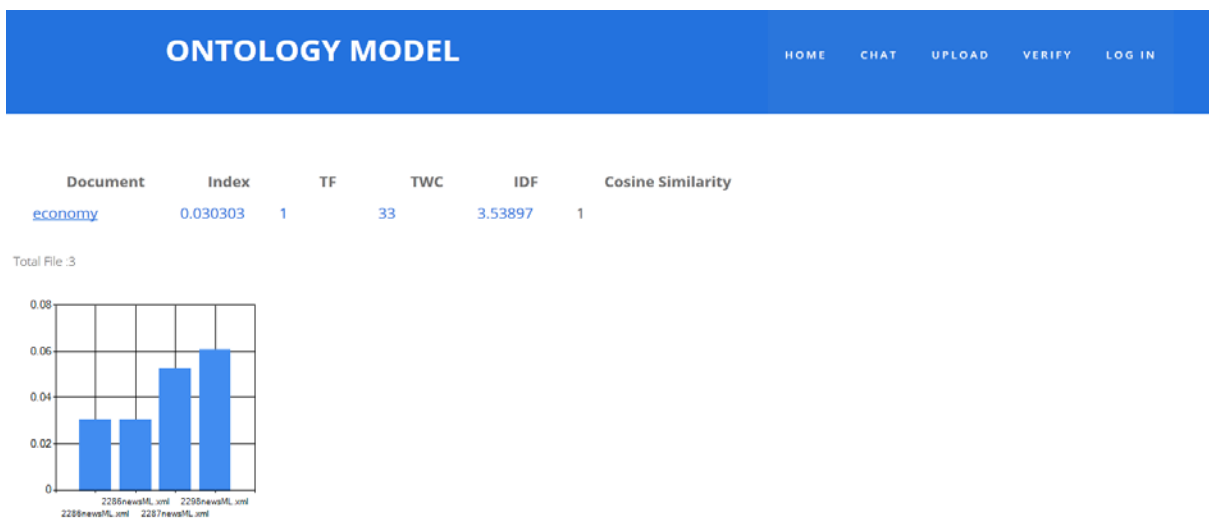 ONTOLOGY MODEL HOME CHAT UPLOAD VERIFY LOG IN
Document Index TF TWC IDF Cosine Similarity
economy 0.030303 1 33 3.53897 1
Total File :3
0.08
0.06
0.04
0.02
0
2286newsML.xml 2298newsML.xml
2286newsML.xml 2287newsML.xml